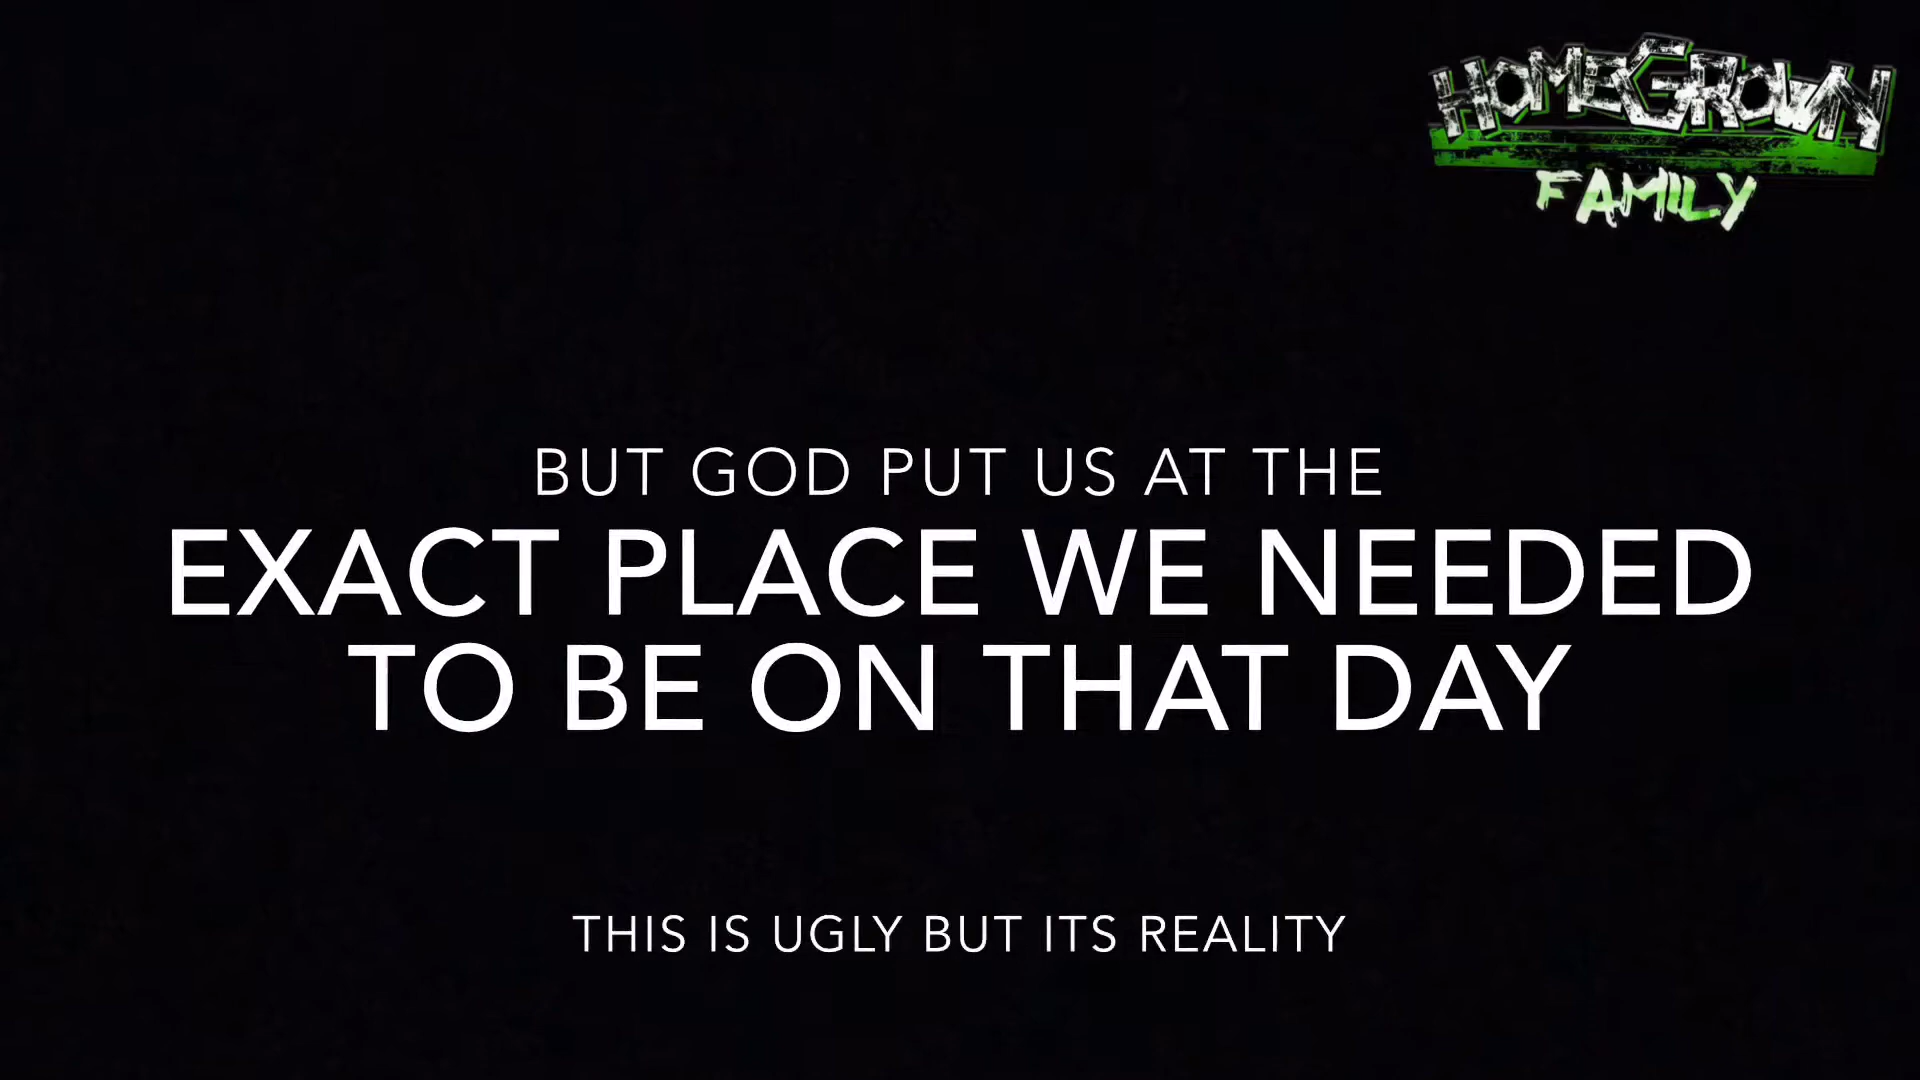 HOMEGROWN
FAMILY
BUT GOD PUT US AT THE
EXACT PLACE WE NEEDED
TO BE ON THAT DAY
THIS IS UGLY BUT ITS REALITY